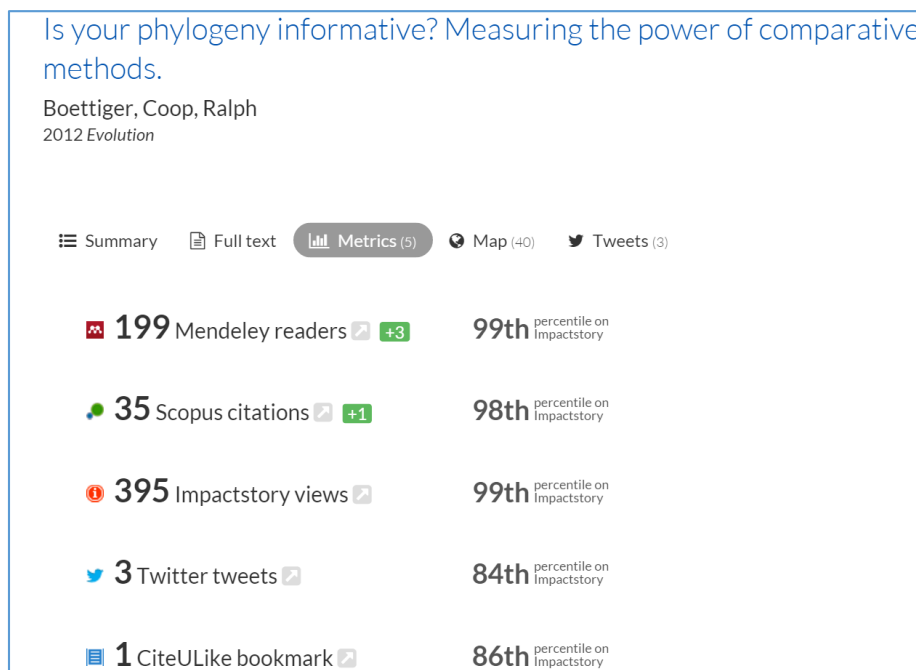 Is your phylogeny informative? Measuring the power of comparative
methods.
Boettiger, Coop, Ralph
2012 Evolution
Summary Full text Metrics (5) Map (40) Tweets (3)
199 Mendeley readers +3 99th percentile on Impactstory
35 Scopus citations +1 98th percentile on Impactstory
395 Impactstory views 99th percentile on Impactstory
3 Twitter tweets 84th percentile on Impactstory
1 CiteULike bookmark 86th percentile on Impactstory